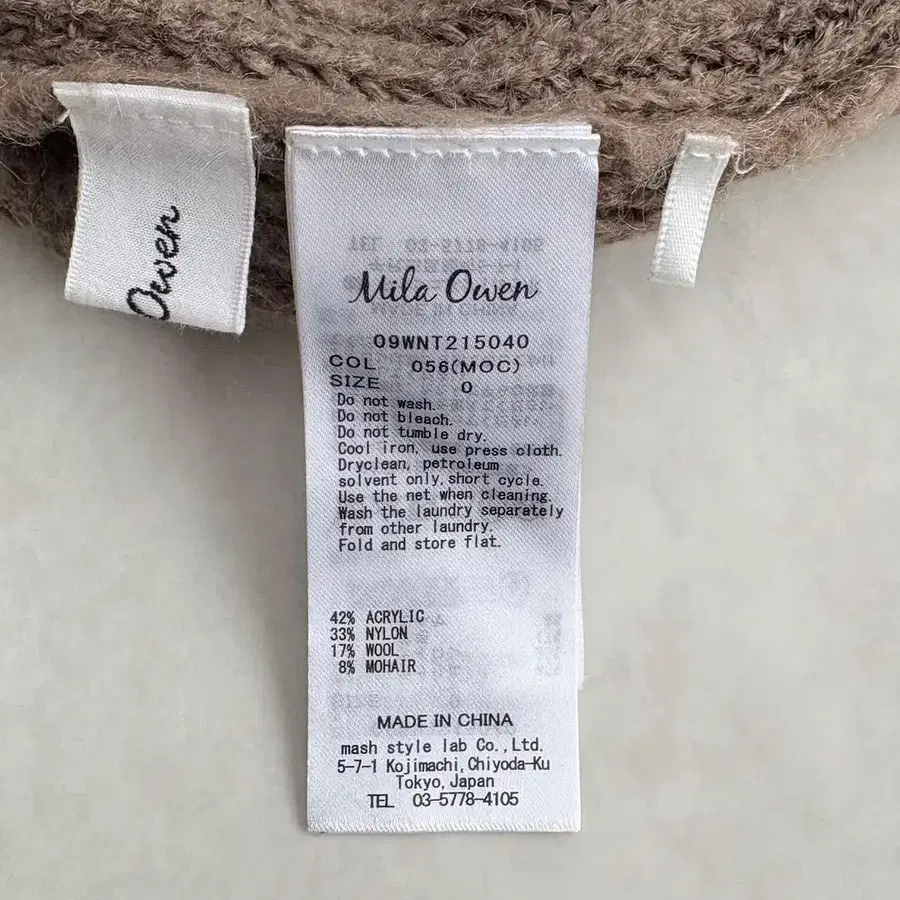 Owen
Mila Owen
09WNT215040
COL 056(MOC)
SIZE 0
Do not wash.
Do not bleach.
Do not tumble dry.
Cool iron, use press cloth.
Dryclean, petroleum
solvent only, short cycle.
Use the net when cleaning.
Wash the laundry separately
from other laundry.
Fold and store flat.
42% ACRYLIC
33% NYLON
17% WOOL
8% MOHAIR
MADE IN CHINA
mash style lab Co., Ltd.
5-7-1 Kojimachi, Chiyoda-Ku
Tokyo, Japan
TEL 03-5778-4105